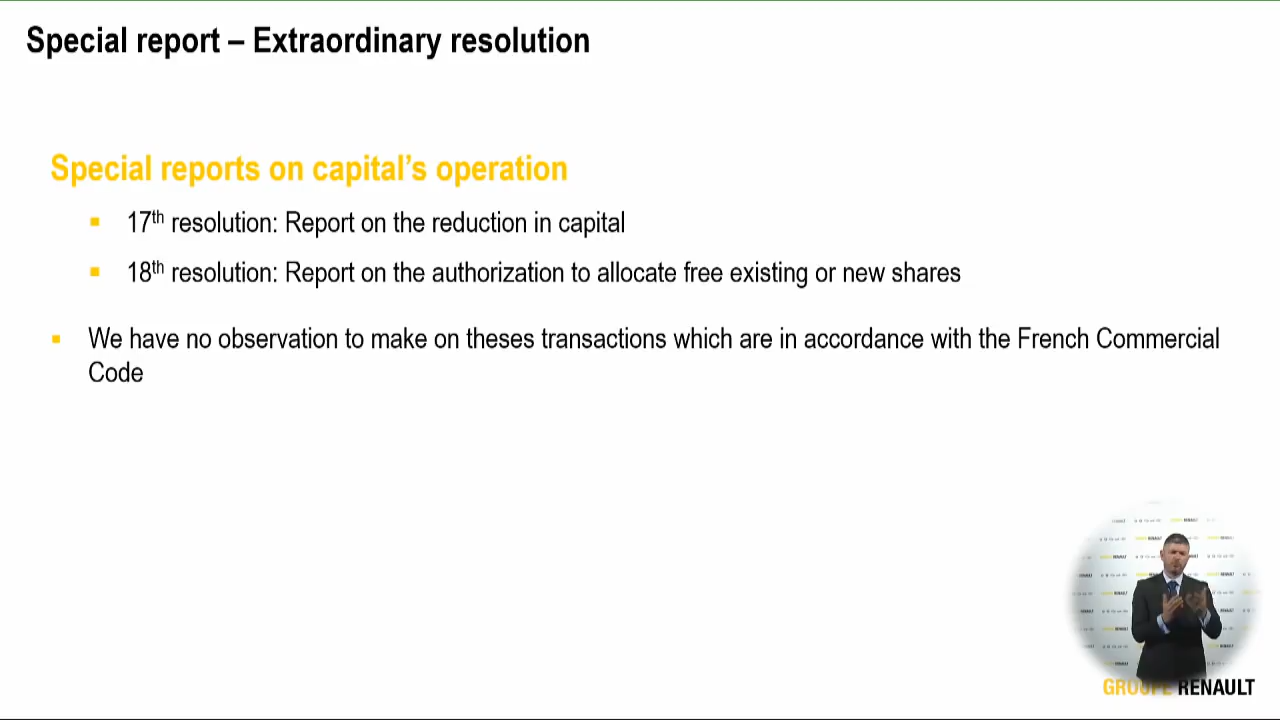 Special report – Extraordinary resolution
Special reports on capital’s operation
17th resolution: Report on the reduction in capital
18th resolution: Report on the authorization to allocate free existing or new shares
We have no observation to make on theses transactions which are in accordance with the French Commercial
Code
GROUPE RENAULT